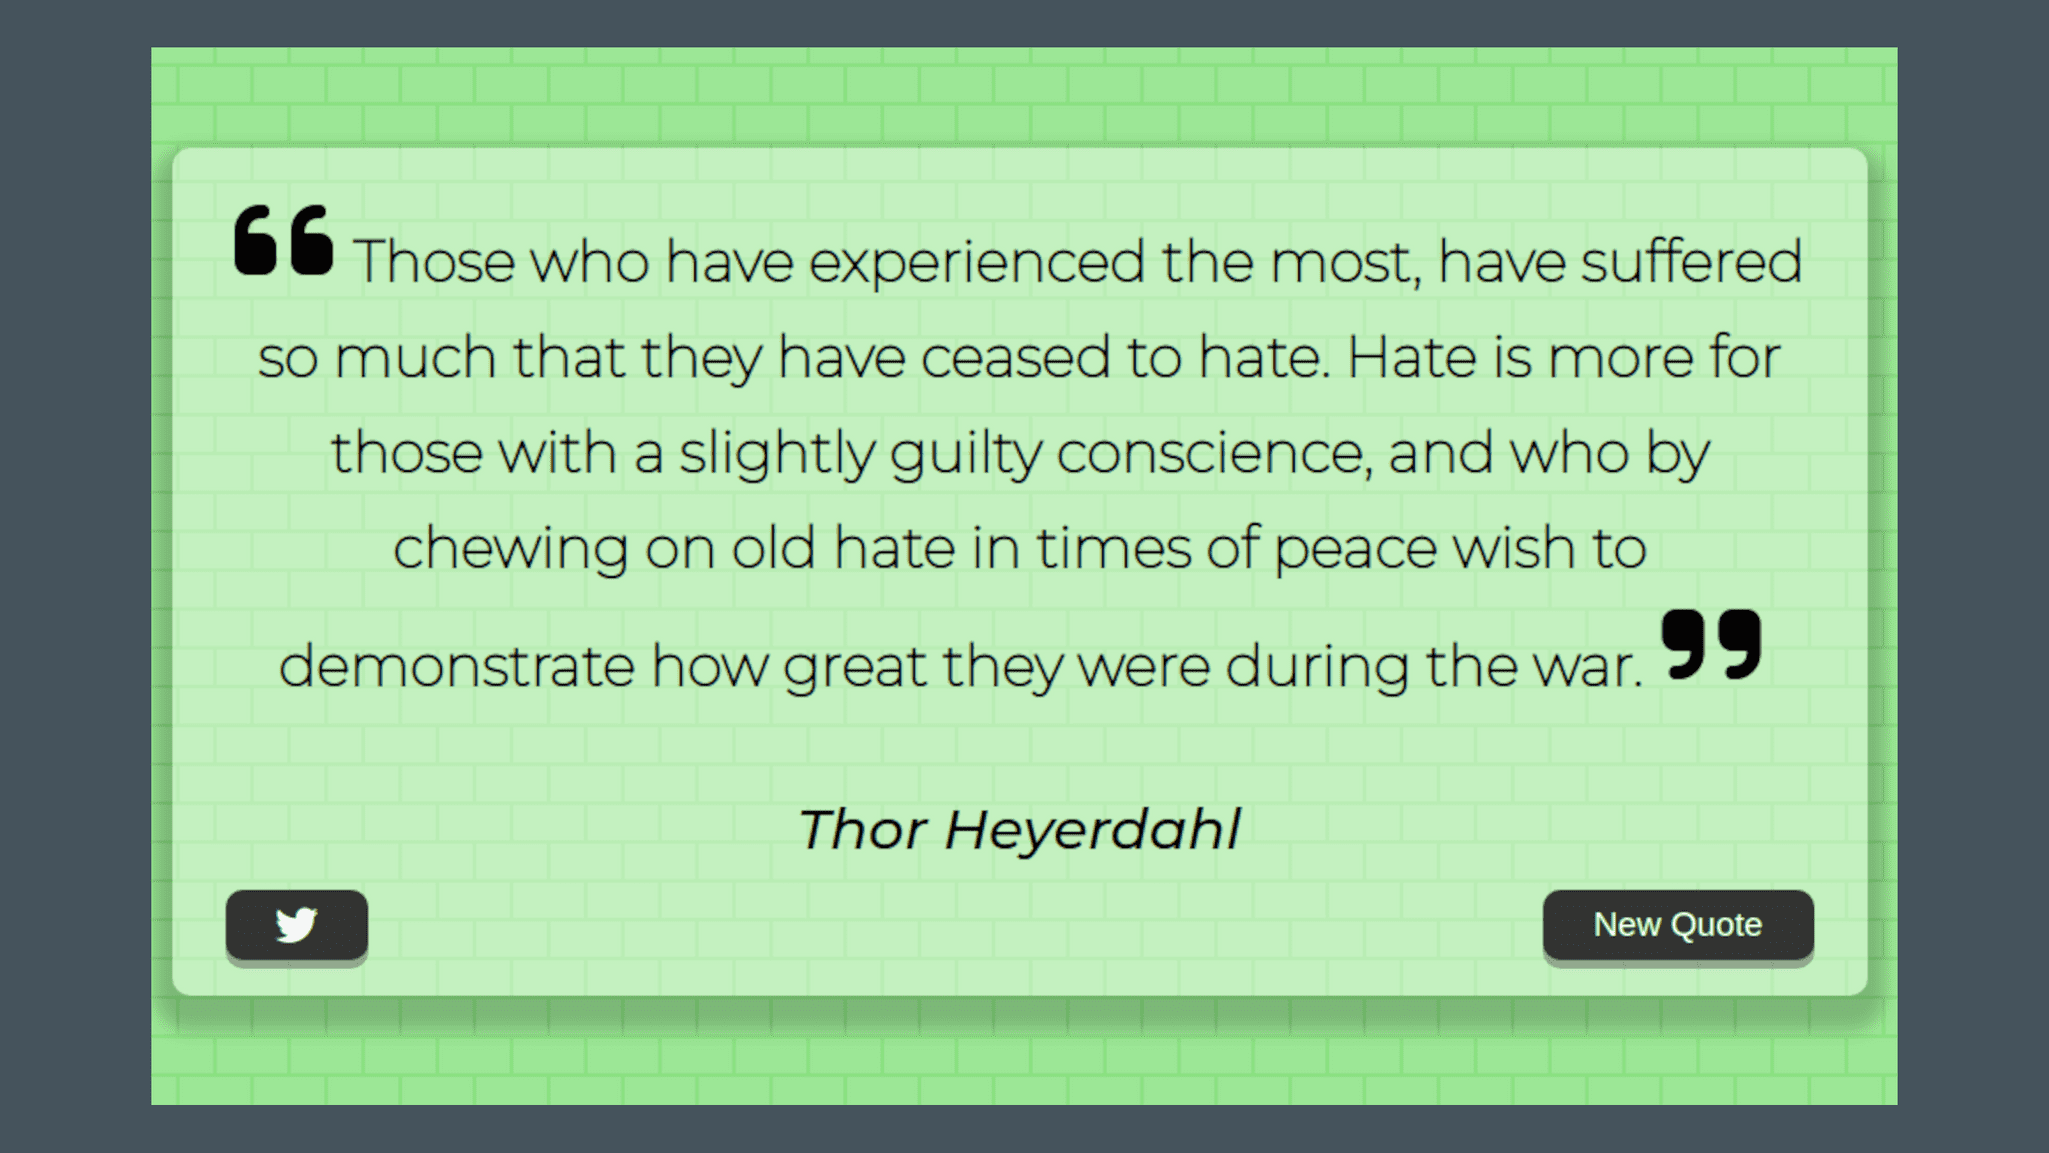 “ Those who have experienced the most, have suffered
so much that they have ceased to hate. Hate is more for
those with a slightly guilty conscience, and who by
chewing on old hate in times of peace wish to
demonstrate how great they were during the war. ”
Thor Heyerdahl
New Quote